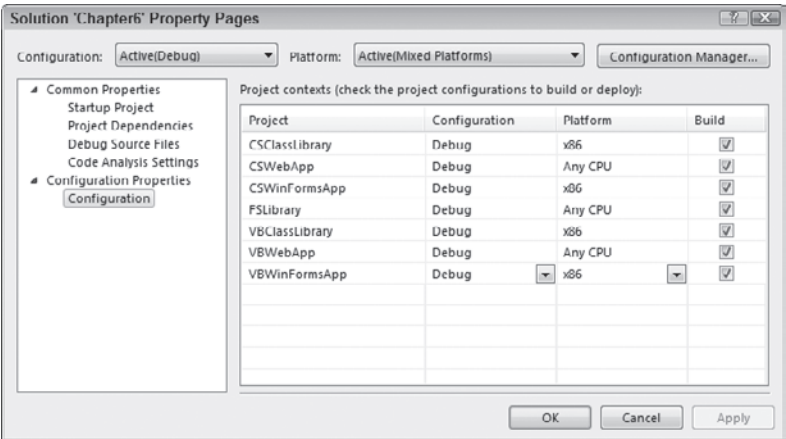 Solution 'Chapter6' Property Pages
Configuration: Active(Debug) Platform: Active(Mixed Platforms) Configuration Manager...
Common Properties
Startup Project
Project Dependencies
Debug Source Files
Code Analysis Settings
Configuration Properties
Configuration
Project contexts (check the project configurations to build or deploy):
Project Configuration Platform Build
CSClassLibrary Debug x86
CSWebApp Debug Any CPU
CSWinFormsApp Debug x86
FSLibrary Debug Any CPU
VBClassLibrary Debug x86
VBWebApp Debug Any CPU
VBWinFormsApp Debug x86
OK Cancel Apply